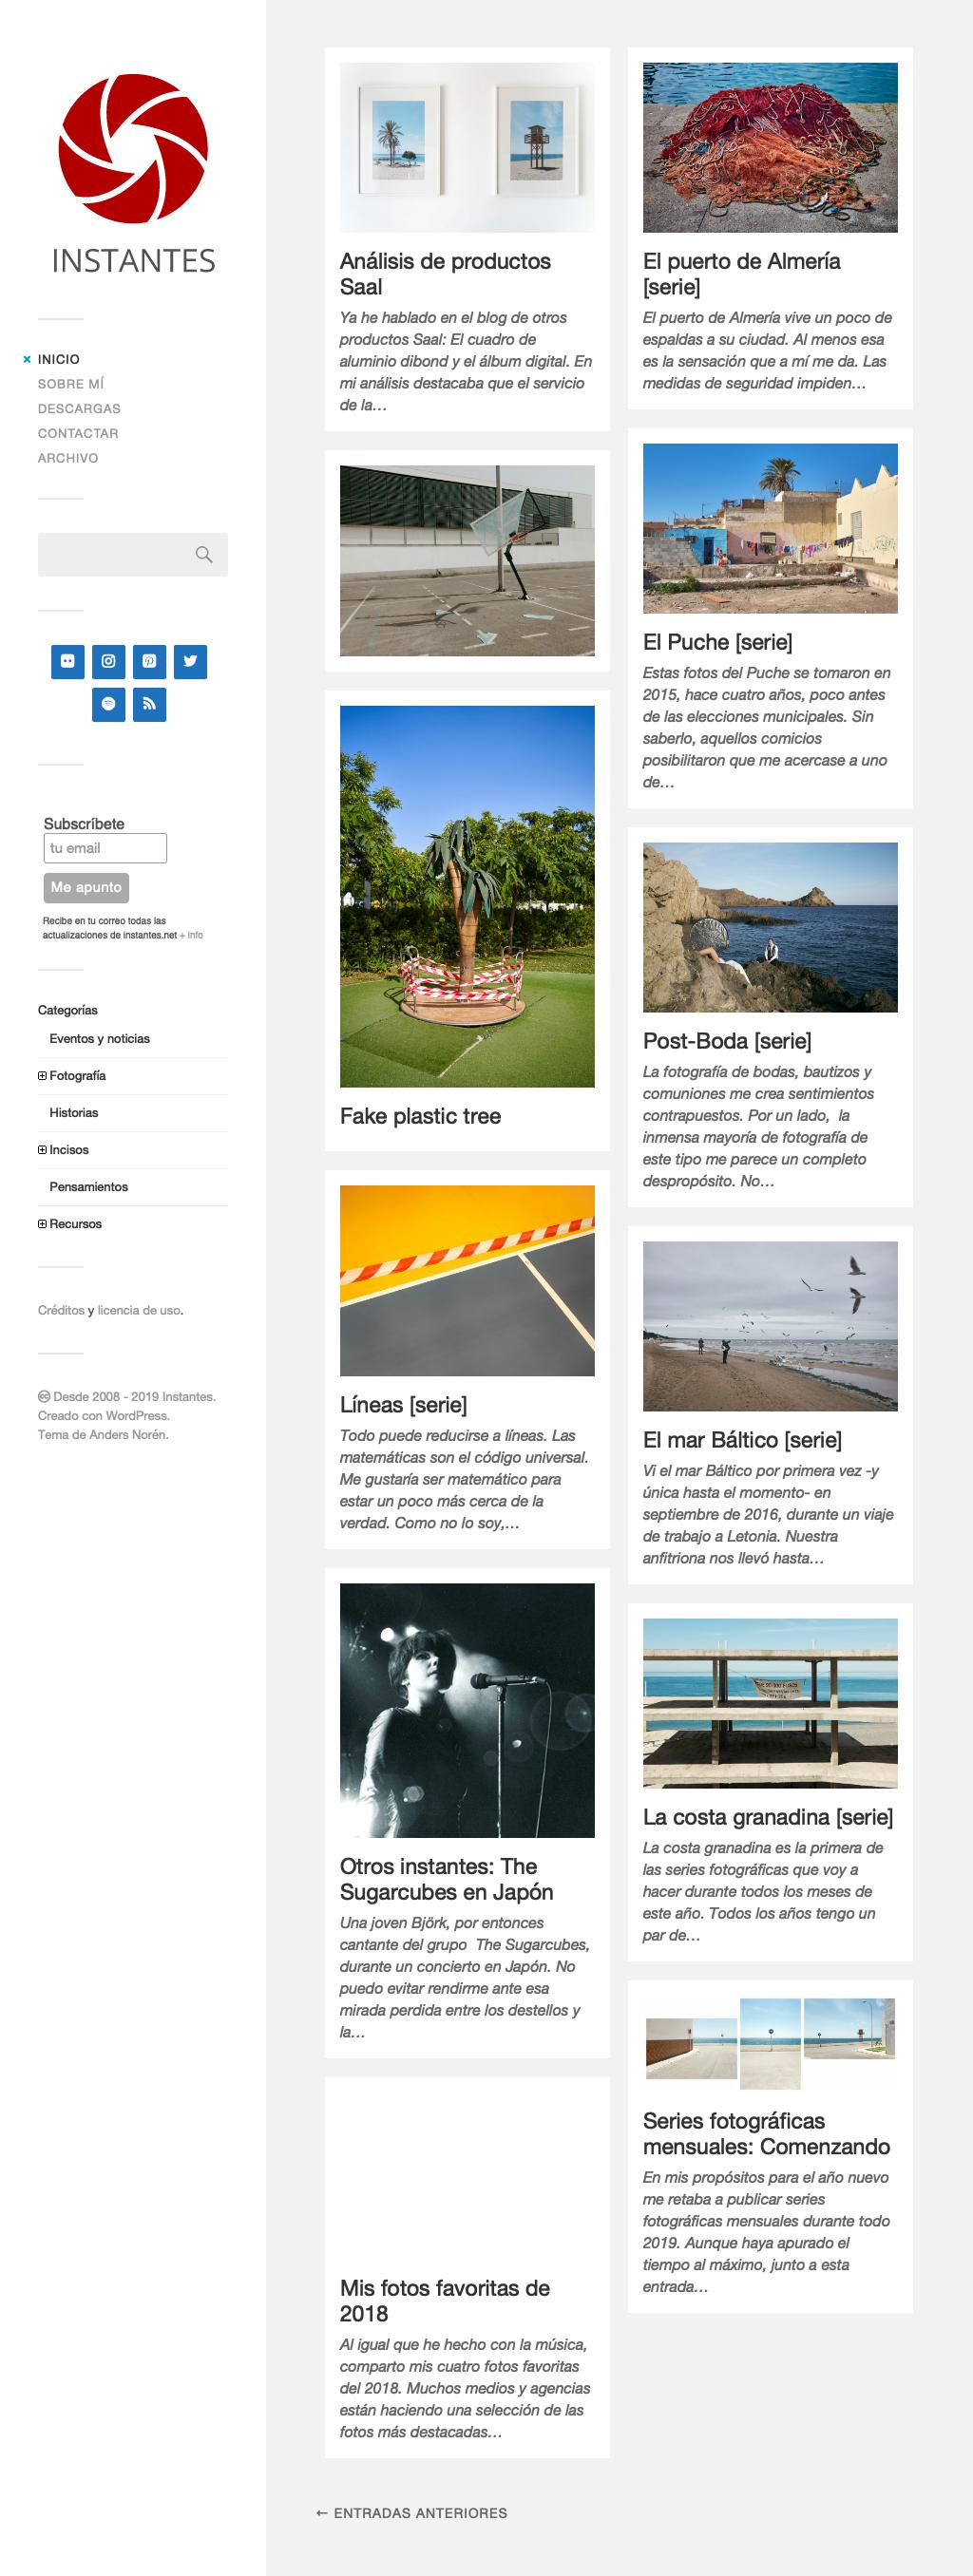 INSTANTES
INICIO
SOBRE MÍ
DESCARGAS
CONTACTAR
ARCHIVO
Subscríbete
tu email
Me apunto
Recibe en tu correo todas las
actualizaciones de instantes.net + info
Categorías
Eventos y noticias
Fotografía
Historias
Incisos
Pensamientos
Recursos
Créditos y licencia de uso.
Desde 2008 - 2019 Instantes.
Creado con WordPress.
Tema de Anders Norén.
Análisis de productos
Saal
Ya he hablado en el blog de otros
productos Saal: El cuadro de
aluminio dibond y el álbum digital. En
mi análisis destacaba que el servicio
de la…
Fake plastic tree
Líneas [serie]
Todo puede reducirse a líneas. Las
matemáticas son el código universal.
Me gustaría ser matemático para
estar un poco más cerca de la
verdad. Como no lo soy,…
Otros instantes: The
Sugarcubes en Japón
Una joven Björk, por entonces
cantante del grupo  The Sugarcubes,
durante un concierto en Japón. No
puedo evitar rendirme ante esa
mirada perdida entre los destellos y
la…
Mis fotos favoritas de
2018
Al igual que he hecho con la música,
comparto mis cuatro fotos favoritas
del 2018. Muchos medios y agencias
están haciendo una selección de las
fotos más destacadas…
El puerto de Almería
[serie]
El puerto de Almería vive un poco de
espaldas a su ciudad. Al menos esa
es la sensación que a mí me da. Las
medidas de seguridad impiden…
El Puche [serie]
Estas fotos del Puche se tomaron en
2015, hace cuatro años, poco antes
de las elecciones municipales. Sin
saberlo, aquellos comicios
posibilitaron que me acercase a uno
de…
Post-Boda [serie]
La fotografía de bodas, bautizos y
comuniones me crea sentimientos
contrapuestos. Por un lado,  la
inmensa mayoría de fotografía de
este tipo me parece un completo
despropósito. No…
El mar Báltico [serie]
Vi el mar Báltico por primera vez -y
única hasta el momento- en
septiembre de 2016, durante un viaje
de trabajo a Letonia. Nuestra
anfitriona nos llevó hasta…
La costa granadina [serie]
La costa granadina es la primera de
las series fotográficas que voy a
hacer durante todos los meses de
este año. Todos los años tengo un
par de…
Series fotográficas
mensuales: Comenzando
En mis propósitos para el año nuevo
me retaba a publicar series
fotográficas mensuales durante todo
2019. Aunque haya apurado el
tiempo al máximo, junto a esta
entrada…
← ENTRADAS ANTERIORES